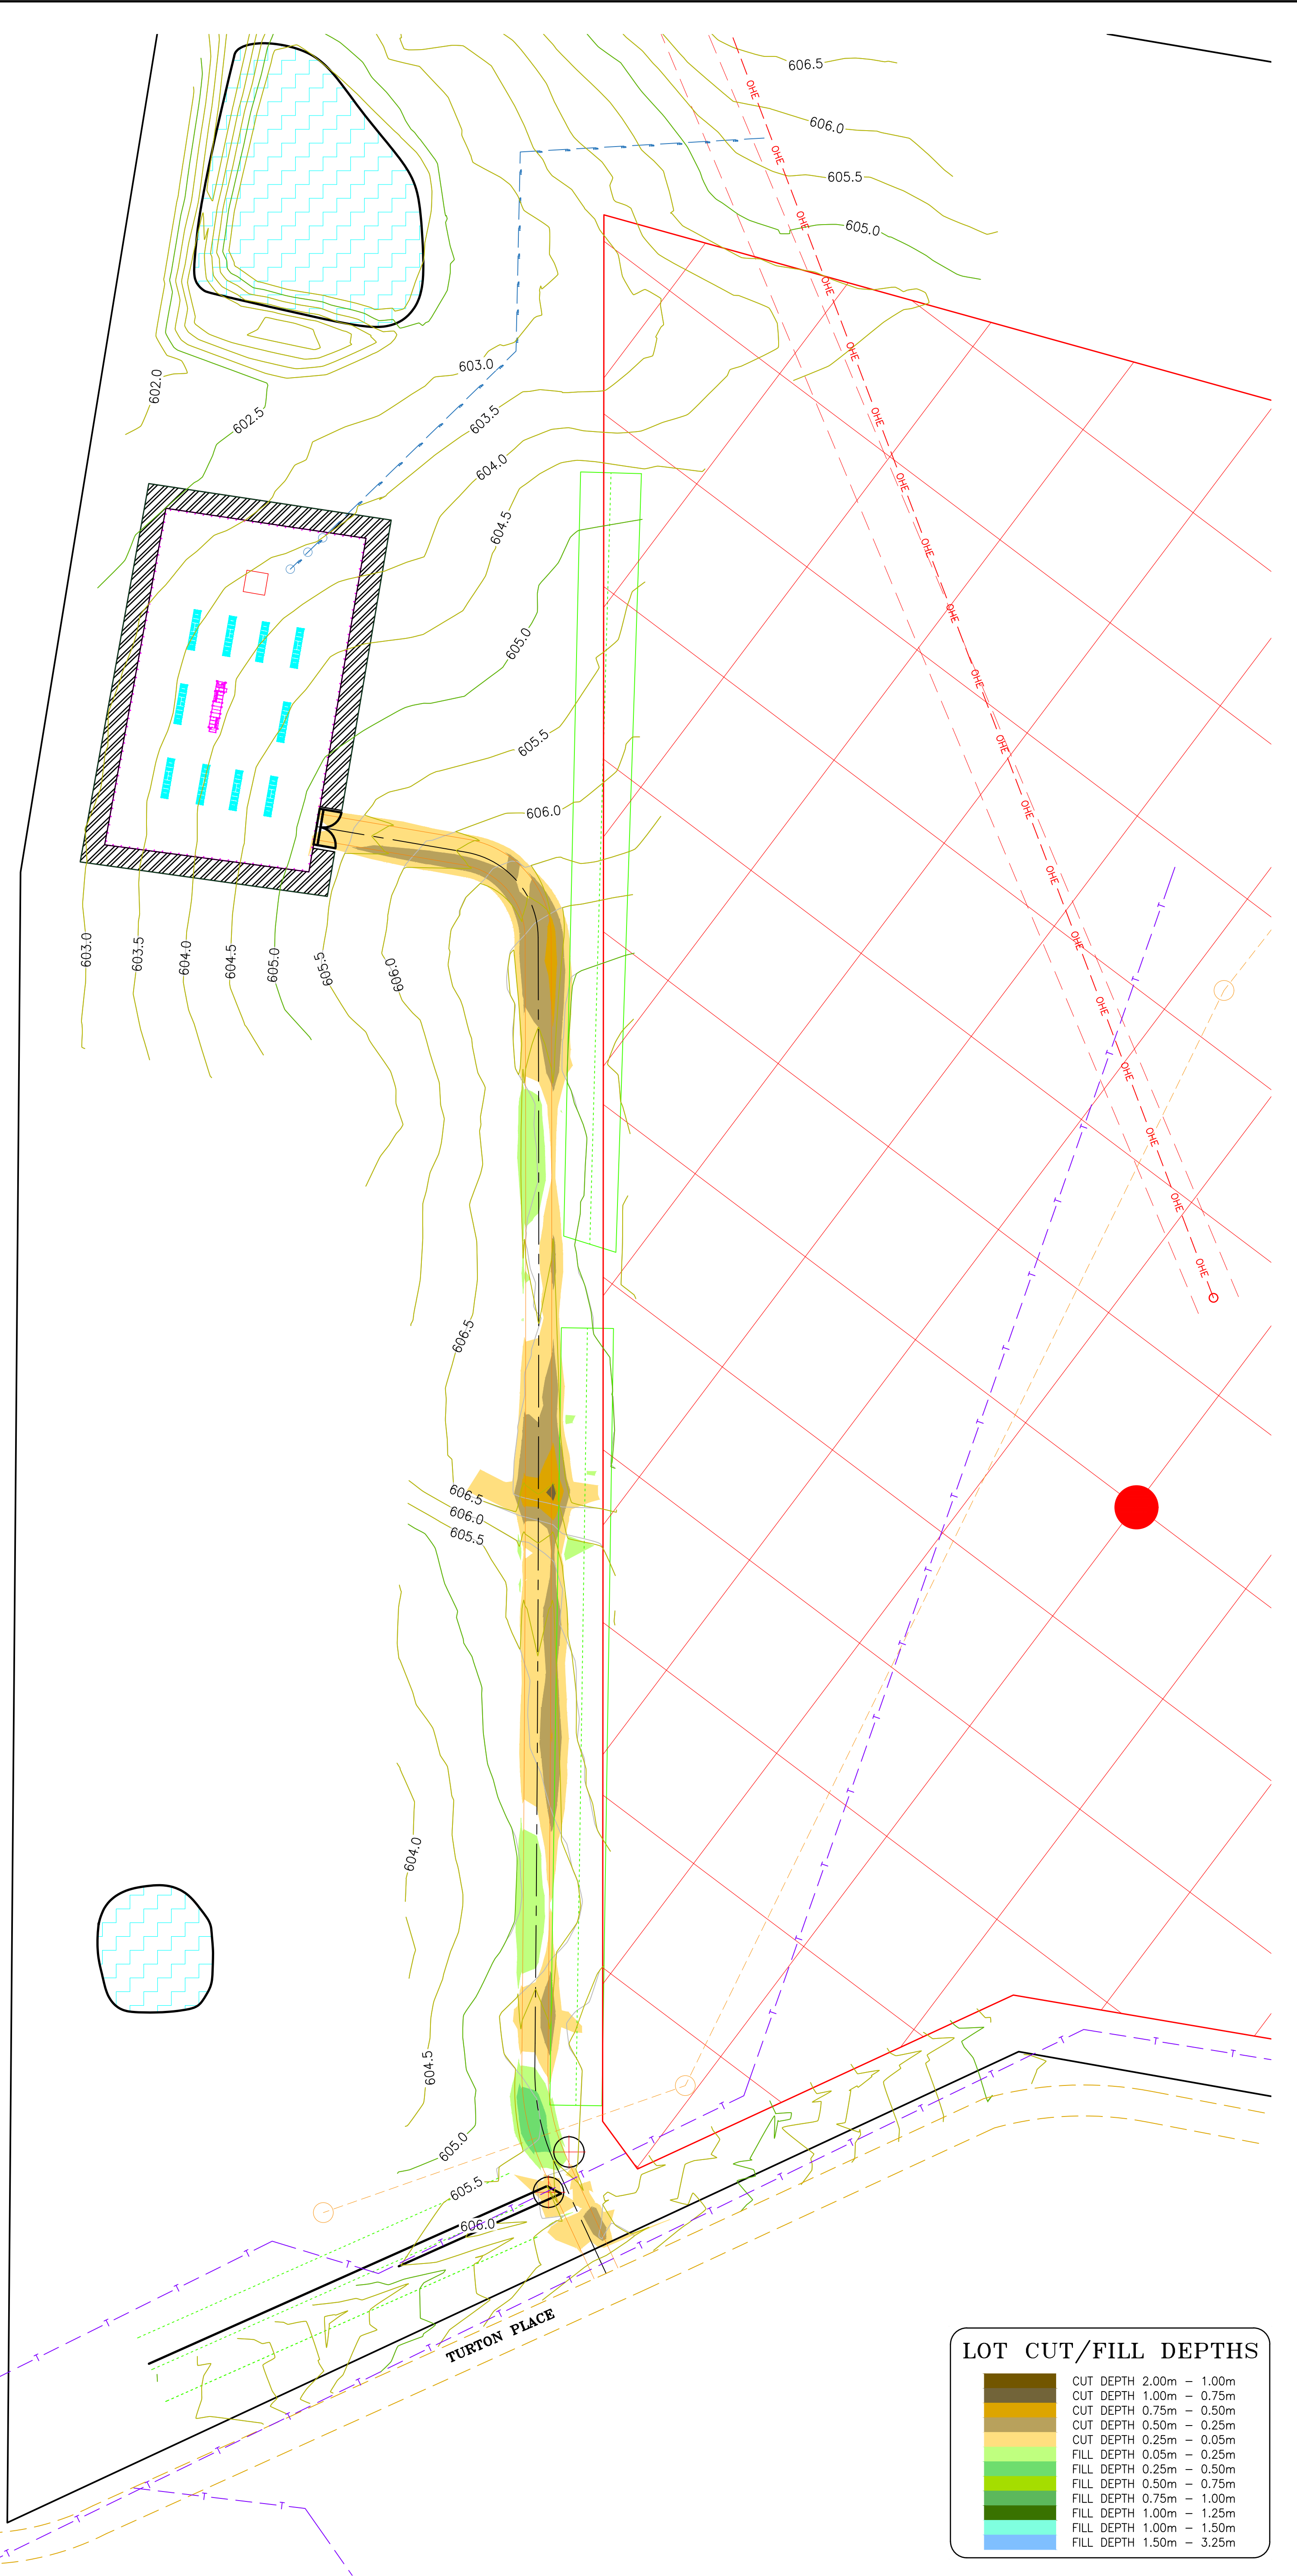 606.5
OHE
606.0
OHE
605.5
OHE
605.0
OHE
OHE
603.0
602.0
OHE
602.5
603.5
604.0
OHE
604.5
OHE
OHE
605.0
OHE
605.5
OHE
606.0
OHE
OHE
T
603.0
603.5
604.0
604.5
605.0
605.5
606.0
OHE
T
OHE
T
OHE
T
OHE
OHE
T
OHE
606.5
T
T
606.5
606.0
605.5
T
T
T
T
604.0
T
T
604.5
T
T
605.0
605.5
606.0
T
T
T
TURTON PLACE
LOT CUT/FILL DEPTHS
CUT DEPTH 2.00m – 1.00m
CUT DEPTH 1.00m – 0.75m
CUT DEPTH 0.75m – 0.50m
CUT DEPTH 0.50m – 0.25m
CUT DEPTH 0.25m – 0.05m
FILL DEPTH 0.05m – 0.25m
FILL DEPTH 0.25m – 0.50m
FILL DEPTH 0.50m – 0.75m
FILL DEPTH 0.75m – 1.00m
FILL DEPTH 1.00m – 1.25m
FILL DEPTH 1.00m – 1.50m
FILL DEPTH 1.50m – 3.25m